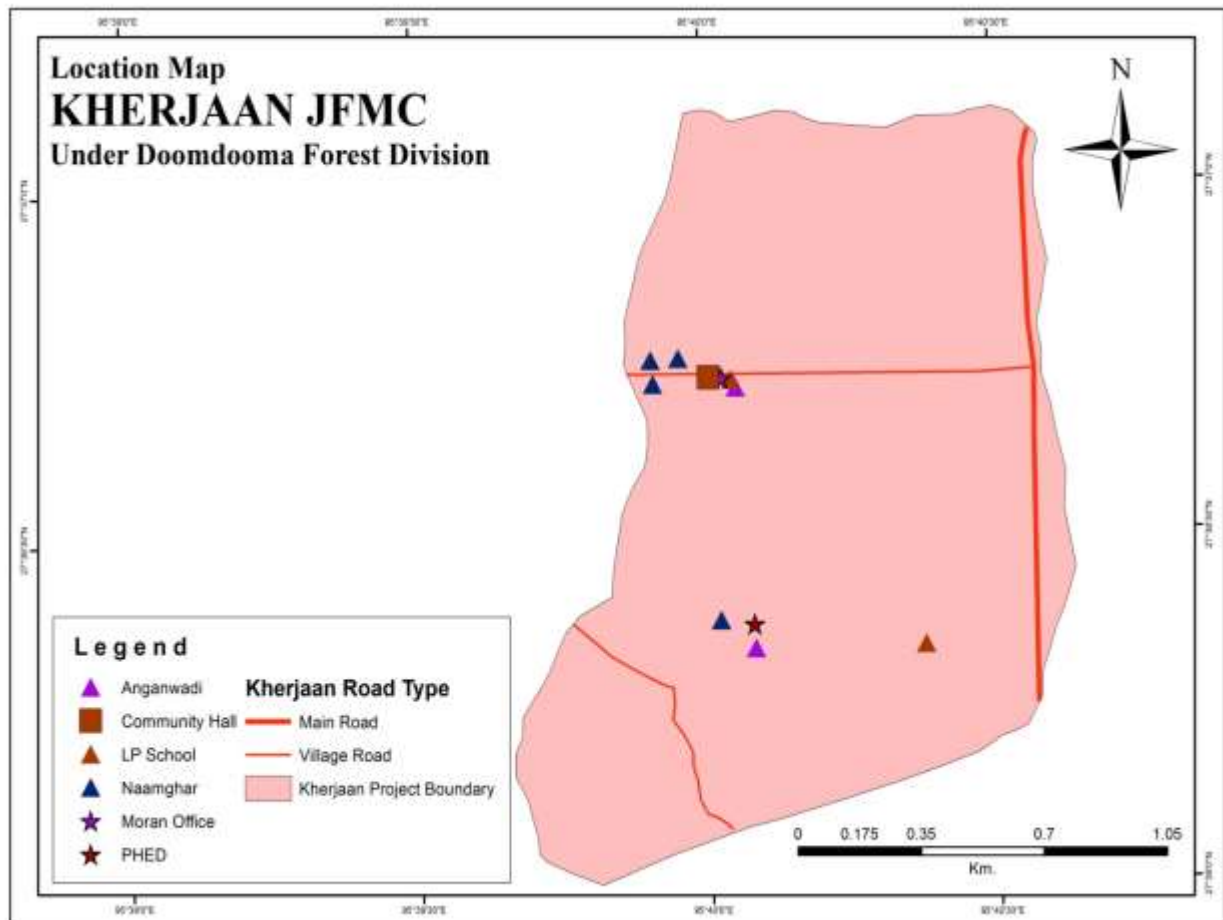 Location Map
KHERJAAN JFMC
Under Doomdooma Forest Division
N
Legend
Anganwadi
Community Hall
LP School
Naamghar
Moran Office
PHED
Kherjaan Road Type
Main Road
Village Road
Kherjaan Project Boundary
0 0.175 0.35 0.7 1.05
Km.